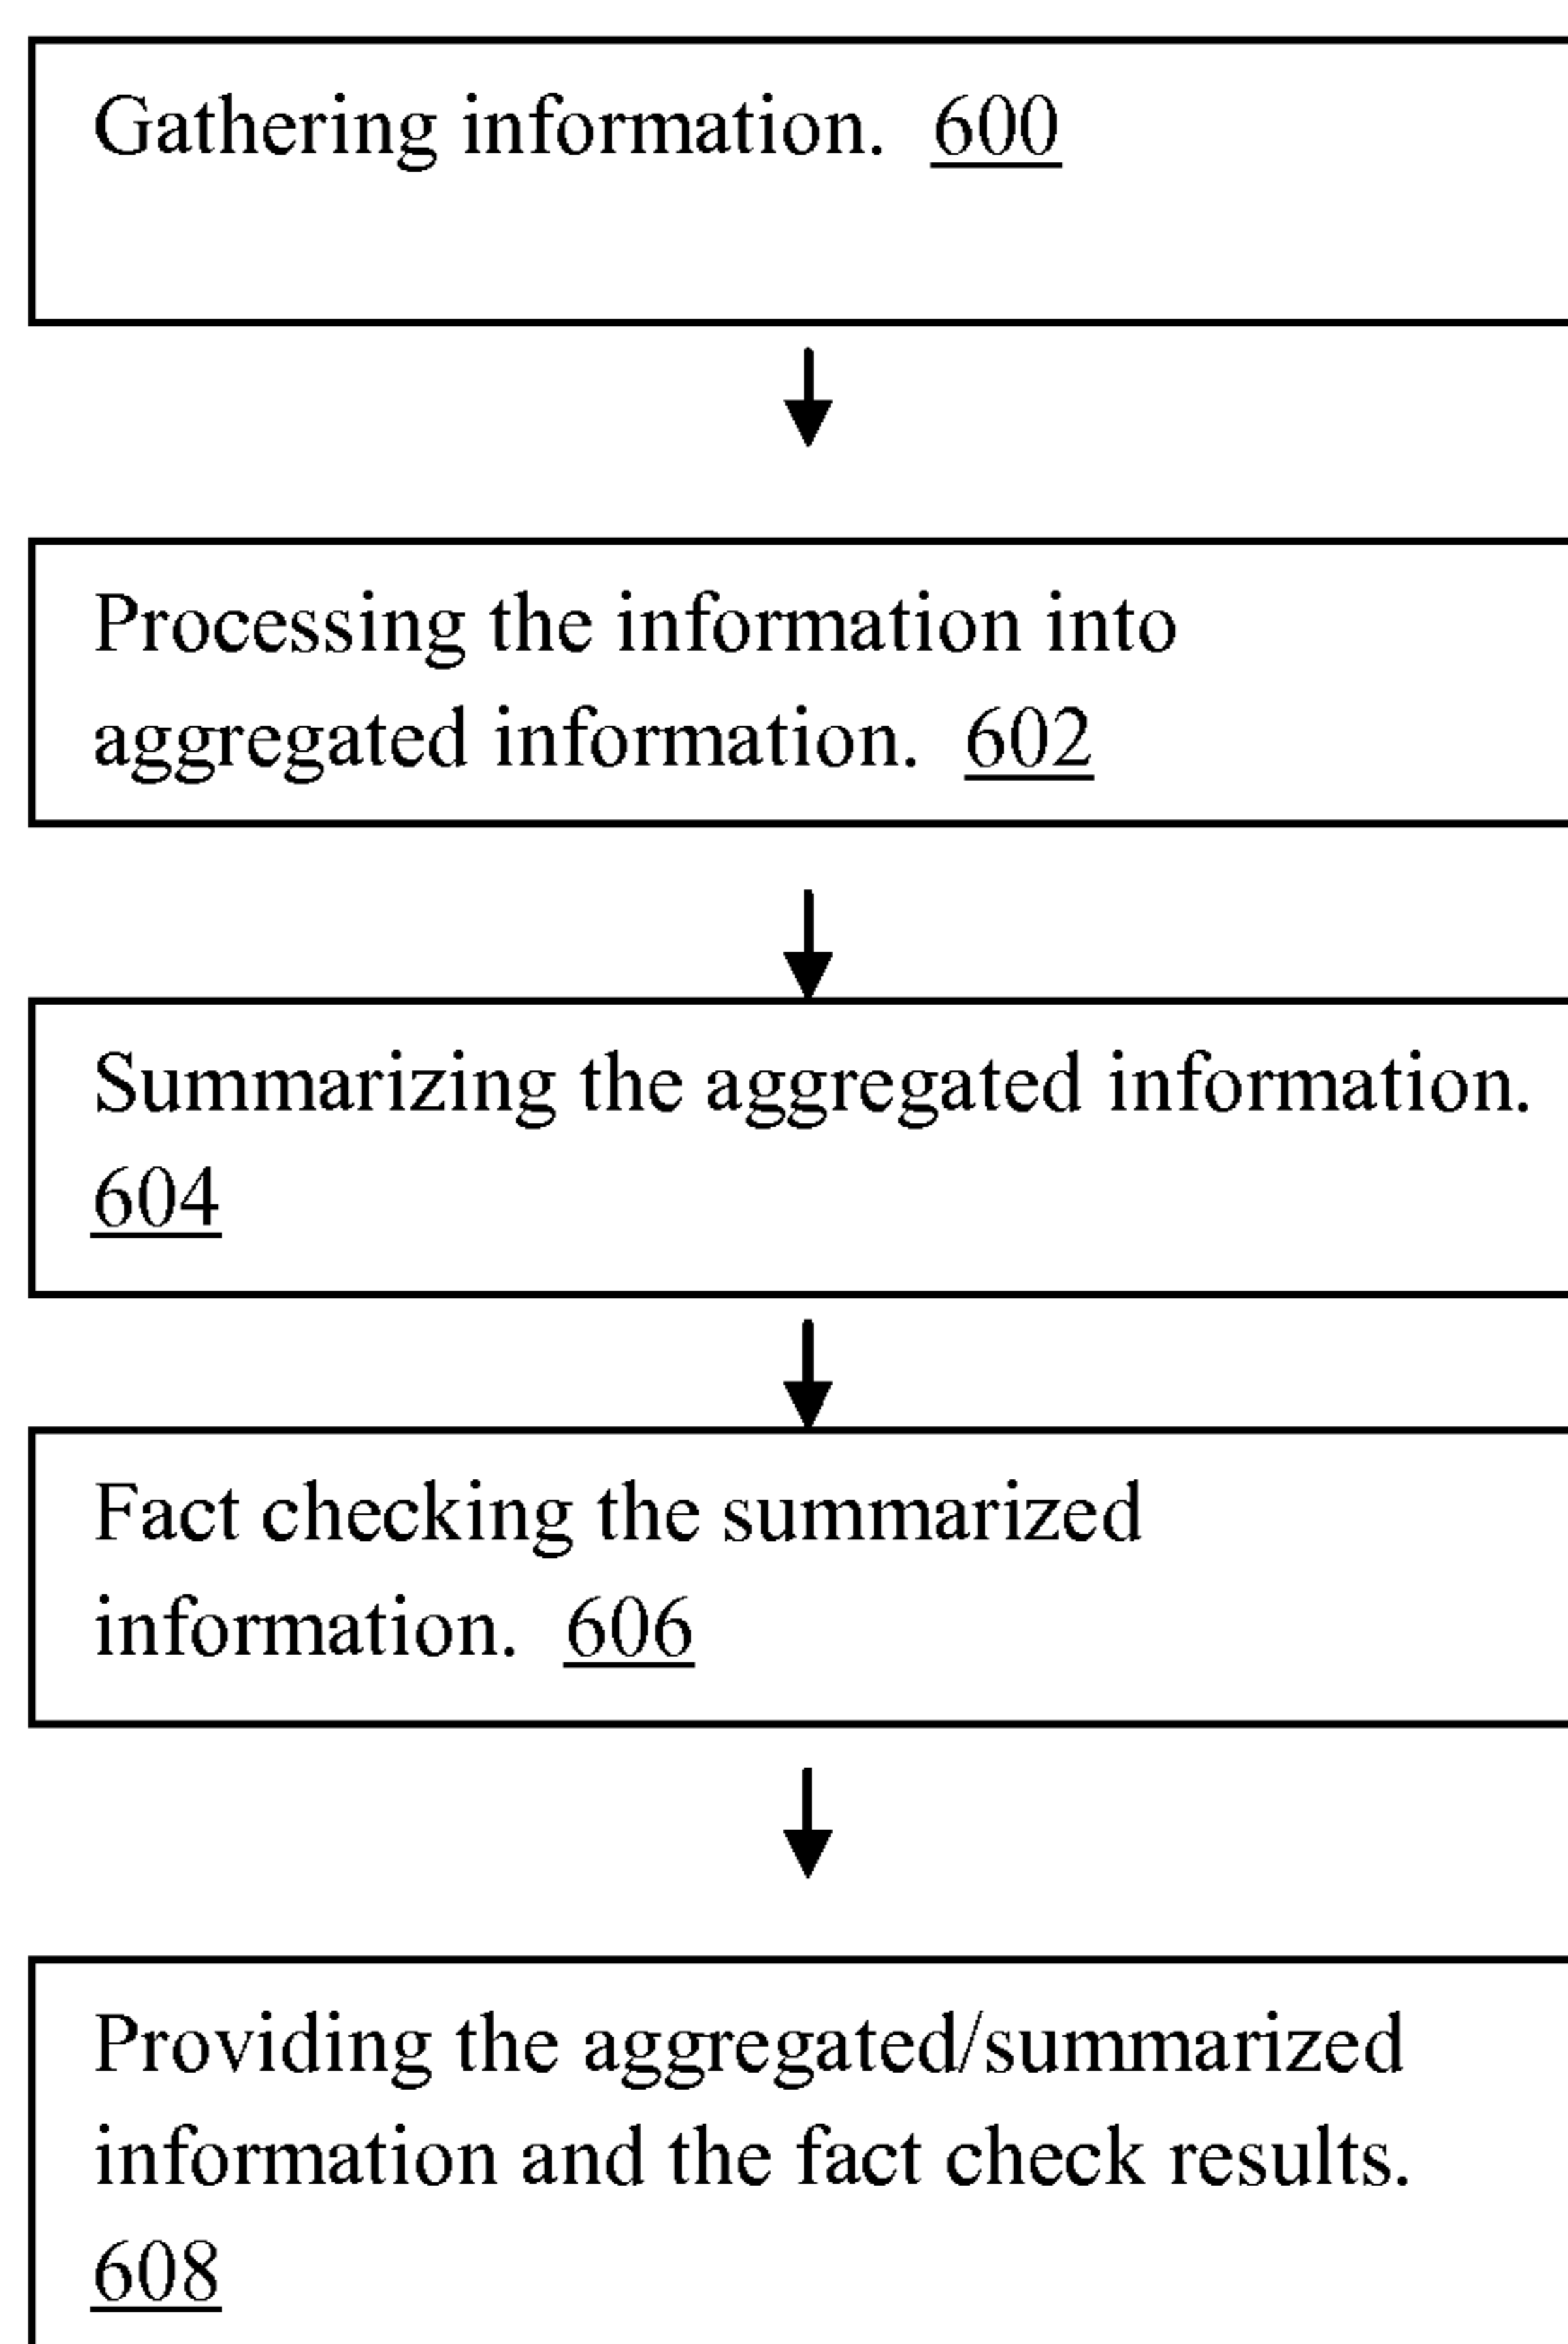 Gathering information. 600
Processing the information into
aggregated information. 602
Summarizing the aggregated information.
604
Fact checking the summarized
information. 606
Providing the aggregated/summarized
information and the fact check results.
608